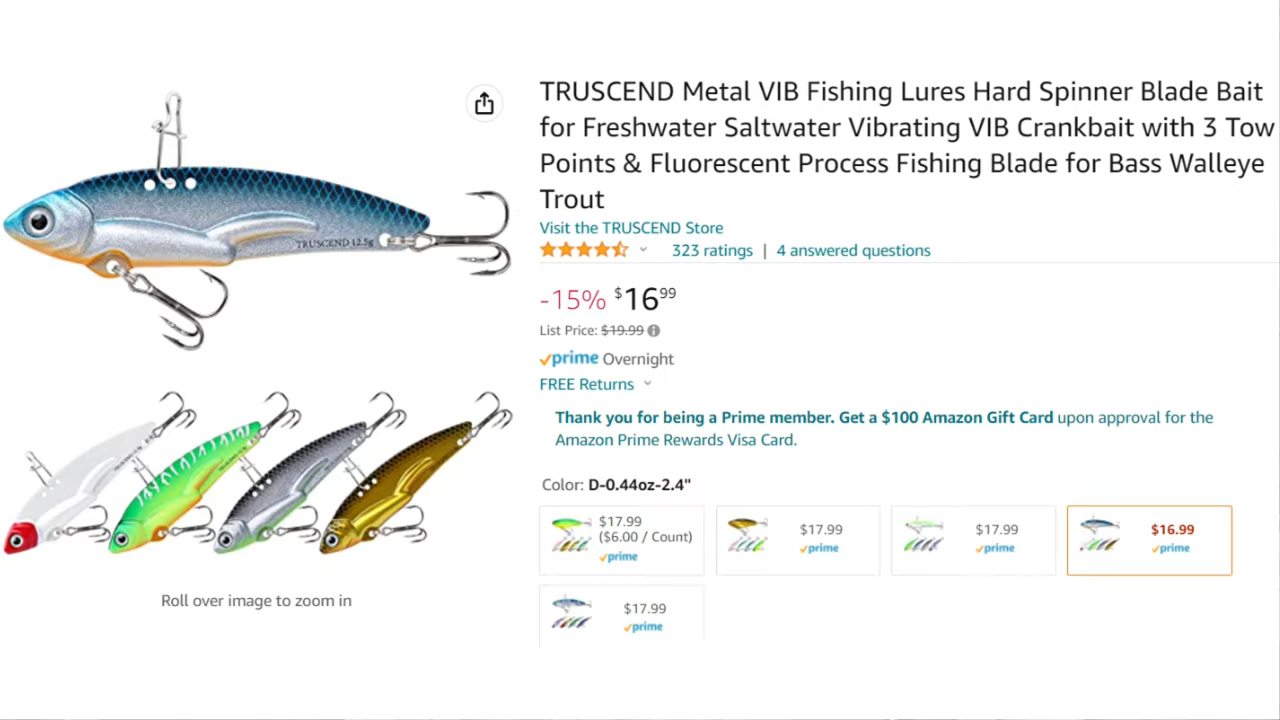 TRUSCEND Metal VIB Fishing Lures Hard Spinner Blade Bait
for Freshwater Saltwater Vibrating VIB Crankbait with 3 Tow
Points & Fluorescent Process Fishing Blade for Bass Walleye
Trout
Visit the TRUSCEND Store
323 ratings | 4 answered questions
-15% $16.99
List Price: $19.99
prime Overnight
FREE Returns
Thank you for being a Prime member. Get a $100 Amazon Gift Card upon approval for the
Amazon Prime Rewards Visa Card.
Color: D-0.44oz-2.4"
$17.99
($6.00 / Count)
prime
$17.99
prime
$17.99
prime
$16.99
prime
$17.99
prime
TRUSCEND 12.5g
Roll over image to zoom in